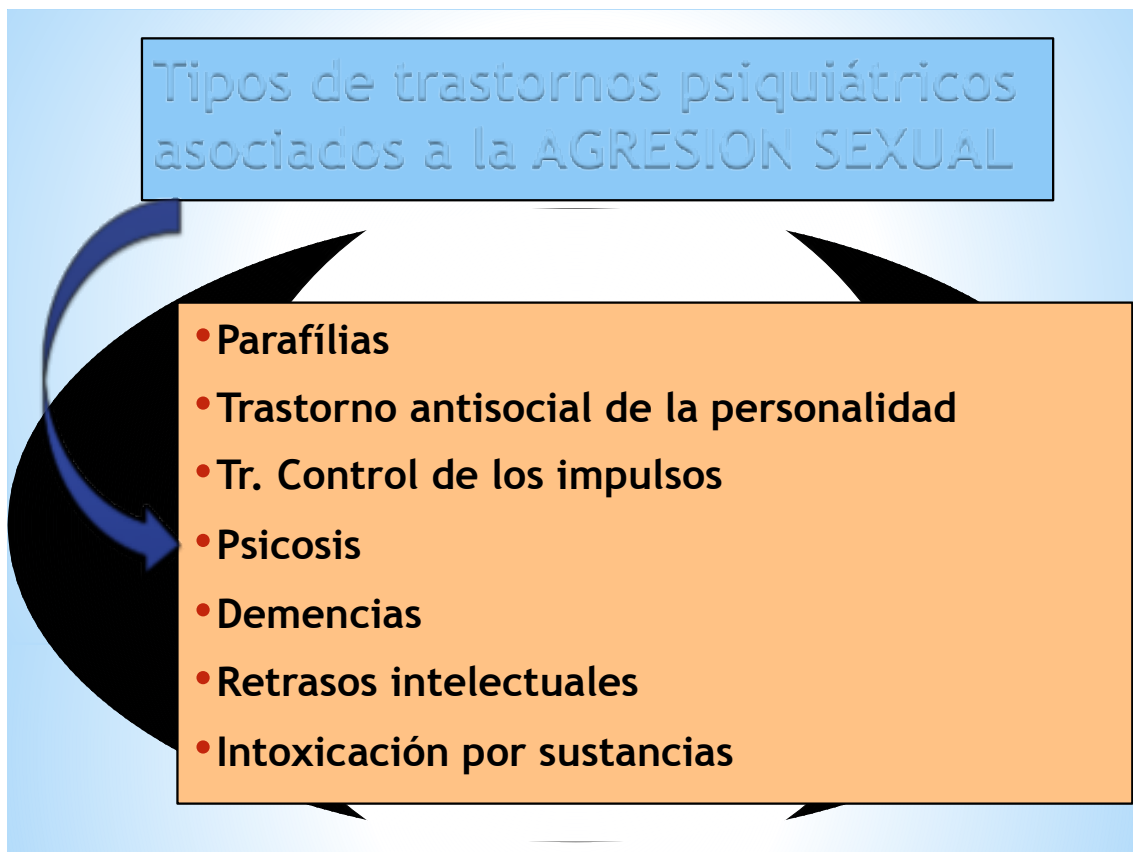 Tipos de trastornos psiquiátricos
asociados a la AGRESION SEXUAL
•Parafílias
•Trastorno antisocial de la personalidad
•Tr. Control de los impulsos
•Psicosis
•Demencias
•Retrasos intelectuales
•Intoxicación por sustancias